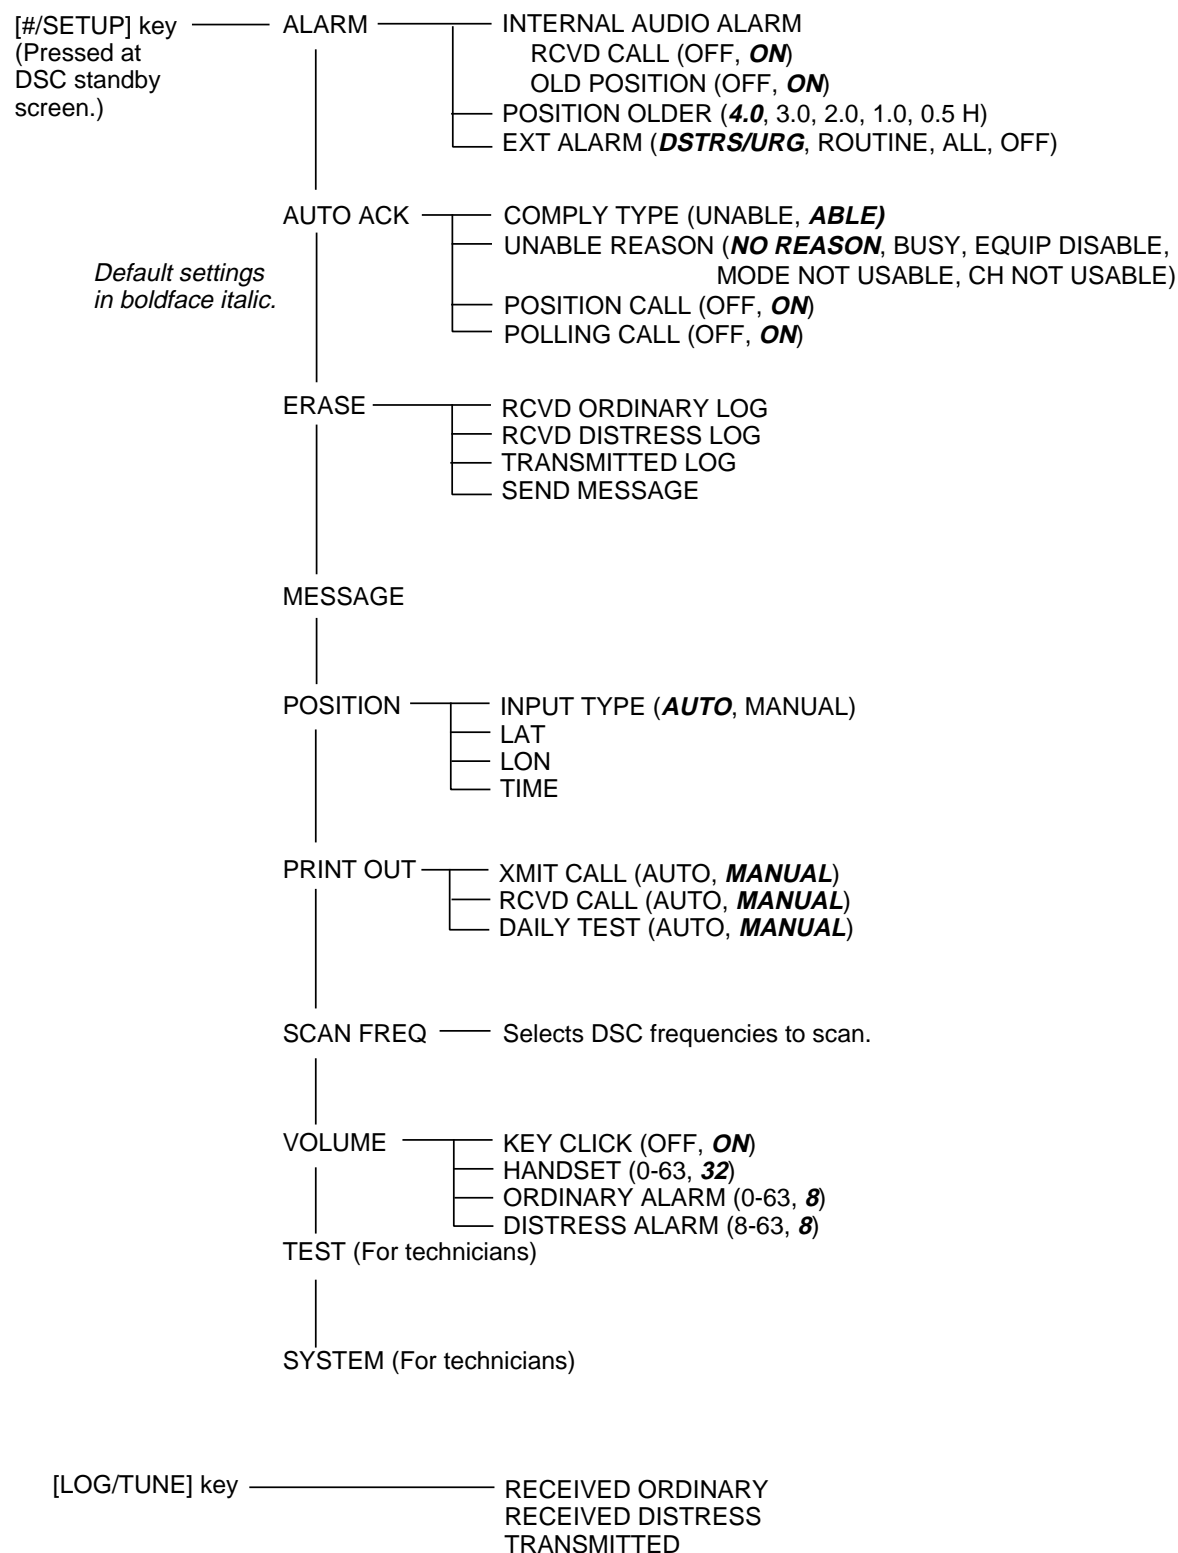 [#/SETUP] key
(Pressed at
DSC standby
screen.)
ALARM
INTERNAL AUDIO ALARM
RCVD CALL (OFF, ON)
OLD POSITION (OFF, ON)
POSITION OLDER (4.0, 3.0, 2.0, 1.0, 0.5 H)
EXT ALARM (DSTRS/URG, ROUTINE, ALL, OFF)
AUTO ACK
COMPLY TYPE (UNABLE, ABLE)
UNABLE REASON (NO REASON, BUSY, EQUIP DISABLE,
MODE NOT USABLE, CH NOT USABLE)
POSITION CALL (OFF, ON)
POLLING CALL (OFF, ON)
Default settings
in boldface italic.
ERASE
RCVD ORDINARY LOG
RCVD DISTRESS LOG
TRANSMITTED LOG
SEND MESSAGE
MESSAGE
POSITION
INPUT TYPE (AUTO, MANUAL)
LAT
LON
TIME
PRINT OUT
XMIT CALL (AUTO, MANUAL)
RCVD CALL (AUTO, MANUAL)
DAILY TEST (AUTO, MANUAL)
SCAN FREQ
Selects DSC frequencies to scan.
VOLUME
KEY CLICK (OFF, ON)
HANDSET (0-63, 32)
ORDINARY ALARM (0-63, 8)
DISTRESS ALARM (8-63, 8)
TEST (For technicians)
SYSTEM (For technicians)
[LOG/TUNE] key
RECEIVED ORDINARY
RECEIVED DISTRESS
TRANSMITTED